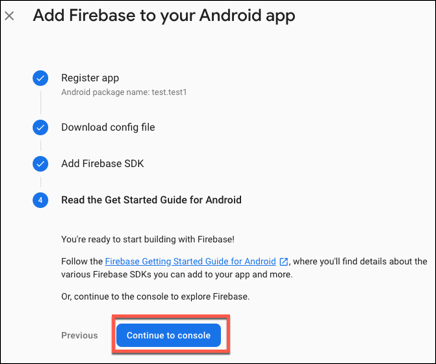 Add Firebase to your Android app
Register app
Android package name: test.test1
Download config file
Add Firebase SDK
4 Read the Get Started Guide for Android
You're ready to start building with Firebase!
Follow the Firebase Getting Started Guide for Android , where you'll find details about the
various Firebase SDKs you can add to your app and more.
Or, continue to the console to explore Firebase.
Previous Continue to console